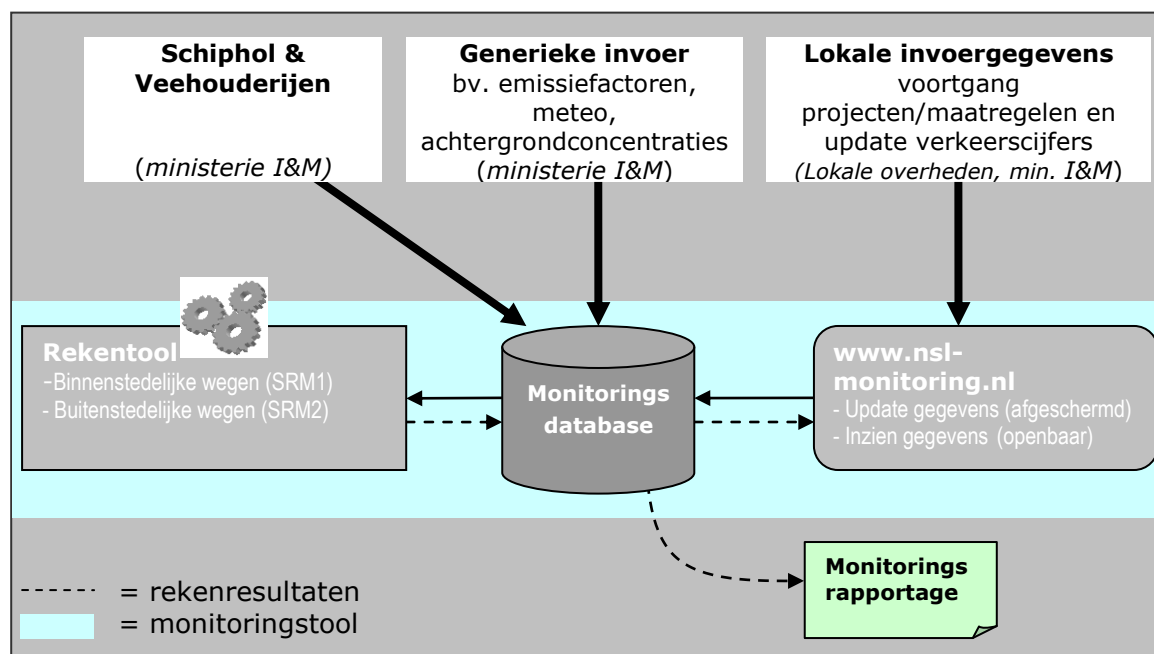 Schiphol &
Veehouderijen
(ministerie I&M)
Generieke invoer
bv. emissiefactoren,
meteo,
achtergrondconcentraties
(ministerie I&M)
Lokale invoergegevens
voortgang
projecten/maatregelen en
update verkeerscijfers
(Lokale overheden, min. I&M)
Rekentool
-Binnenstedelijke wegen (SRM1)
- Buitenstedelijke wegen (SRM2)
Monitorings
database
www.nsl-
monitoring.nl
- Update gegevens (afgeschermd)
- Inzien gegevens (openbaar)
Monitorings
rapportage
= rekenresultaten
= monitoringstool